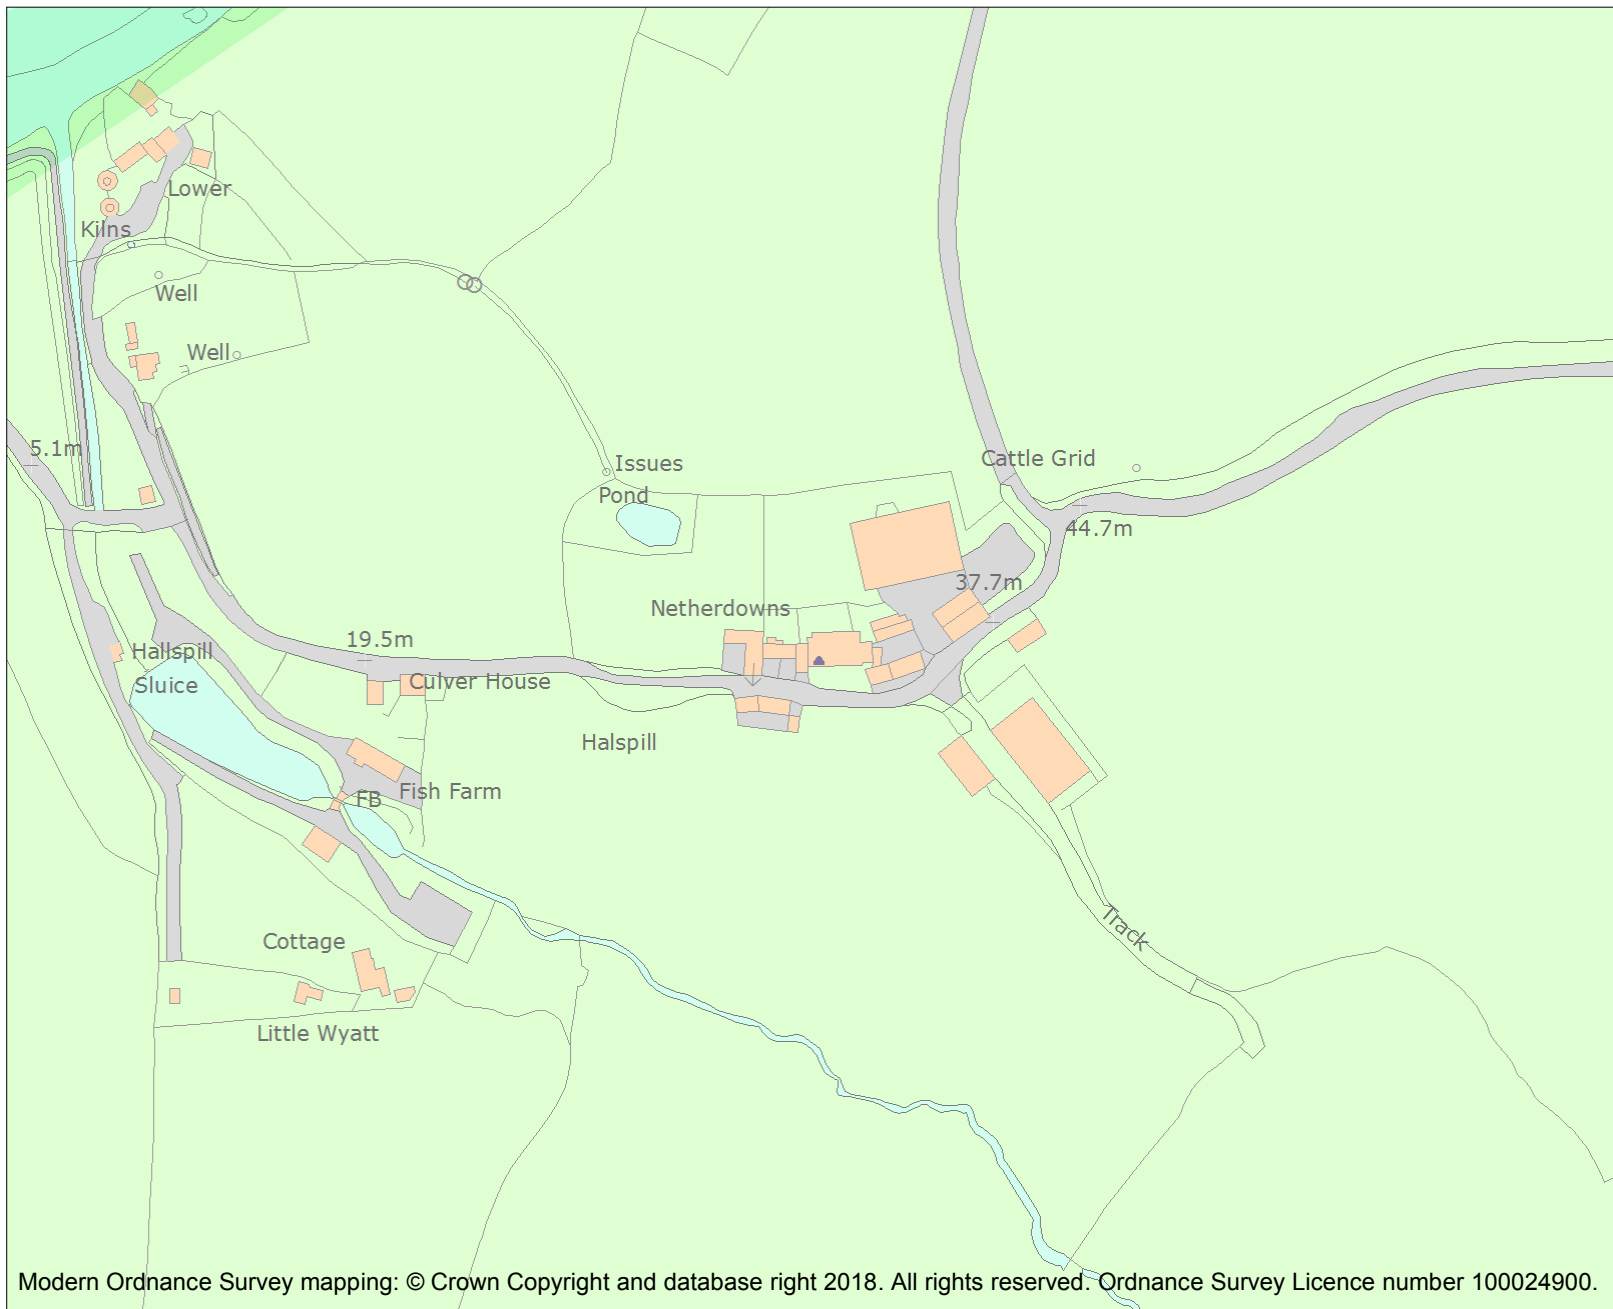 Lower
Kilns
Well
Well
5.1m
Cattle Grid
Issues
Pond
44.7m
37.7m
Netherdowns
19.5m
Hallspill
Sluice
Culver House
Halspill
Fish Farm
FB
Track
Cottage
Little Wyatt
Modern Ordnance Survey mapping: © Crown Copyright and database right 2018. All rights reserved. Ordnance Survey Licence number 100024900.